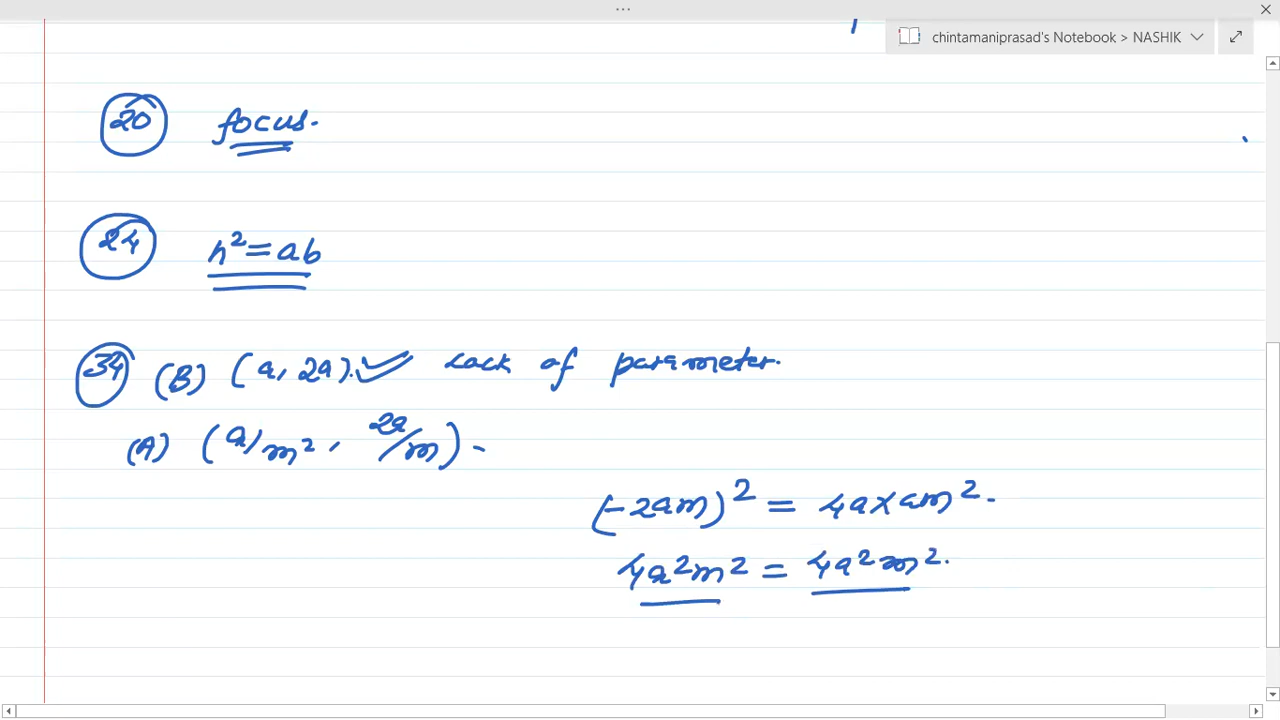 chintamaniprasad's Notebook > NASHIK
20 focus.
24 h²=ab
34 (B) (a, 2a). ✓ Lack of parameter.
(A) (a/m², 2a/m).
(-2am)² = 4a×am².
4a²m² = 4a²m².